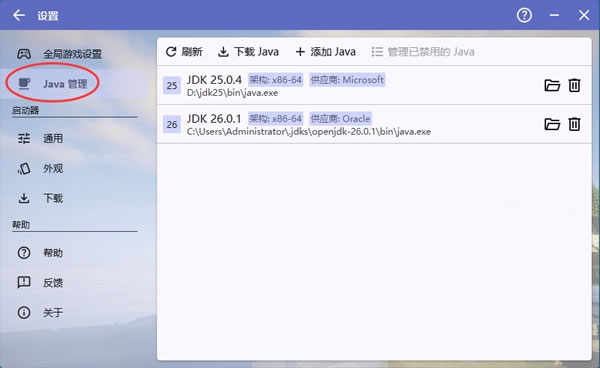 设置
全局游戏设置
Java 管理
启动器
通用
外观
下载
帮助
帮助
反馈
关于
刷新 下载 Java 添加 Java 管理已禁用的 Java
25 JDK 25.0.4 架构: x86-64 供应商: Microsoft
D:\jdk25\bin\java.exe
26 JDK 26.0.1 架构: x86-64 供应商: Oracle
C:\Users\Administrator\.jdks\openjdk-26.0.1\bin\java.exe